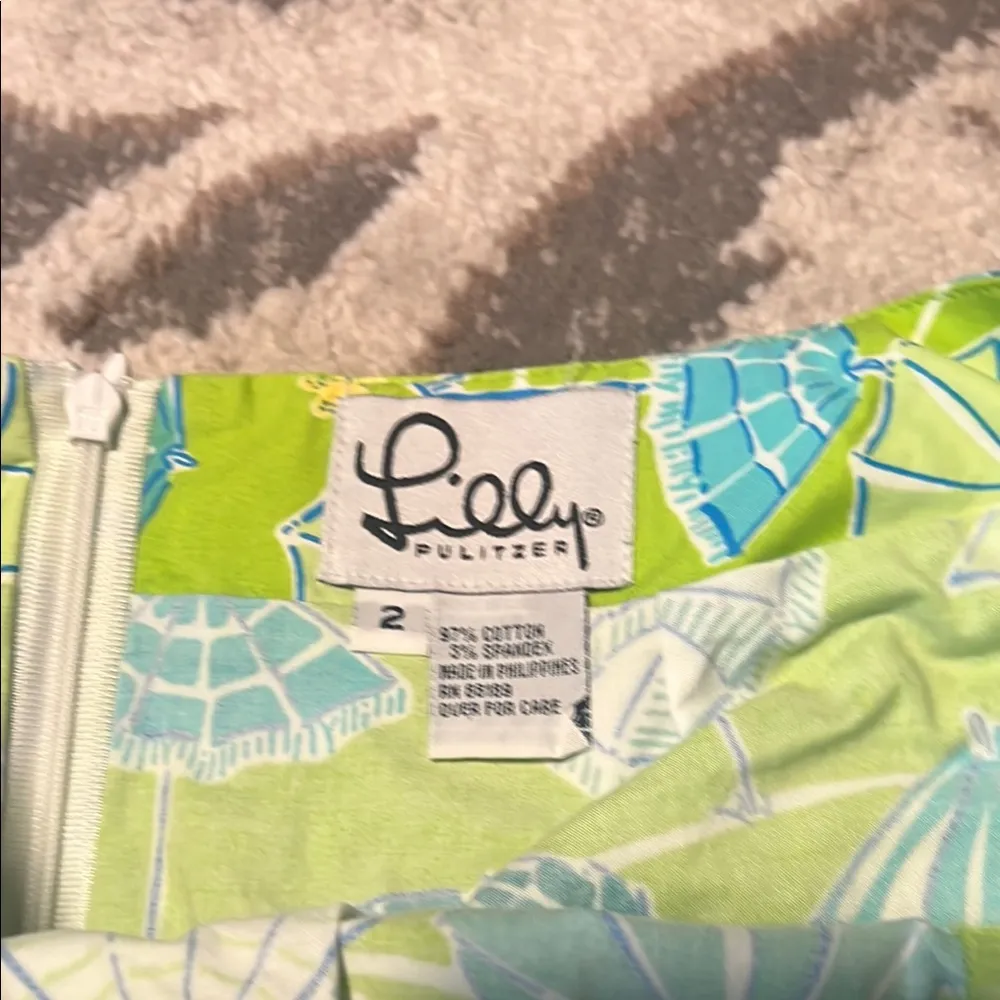 Lilly®
PULITZER
2
97% COTTON
3% SPANDEX
MADE IN PHILIPPINES
RN 88189
OVER FOR CARE